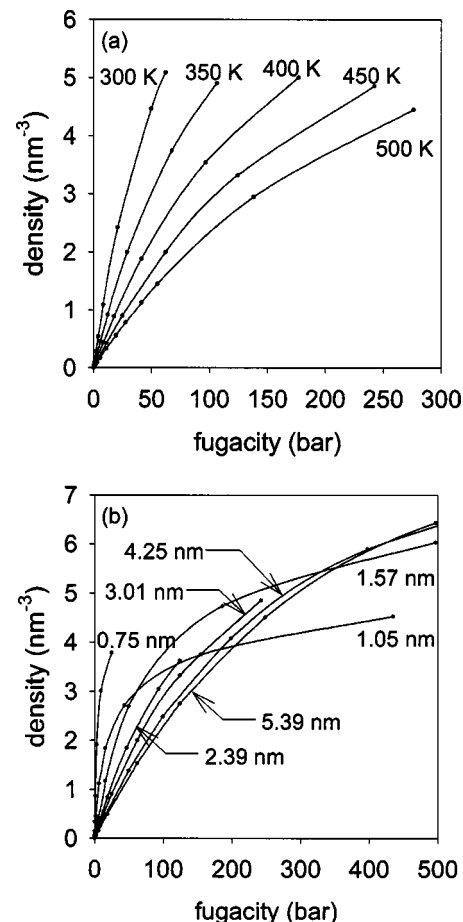 (a)
6
5
4
3
2
1
0
density (nm⁻³)
300 K
350 K
400 K
450 K
500 K
0 50 100 150 200 250 300
fugacity (bar)
(b)
7
6
5
4
3
2
1
0
density (nm⁻³)
4.25 nm
3.01 nm
0.75 nm
1.57 nm
1.05 nm
5.39 nm
2.39 nm
0 100 200 300 400 500
fugacity (bar)